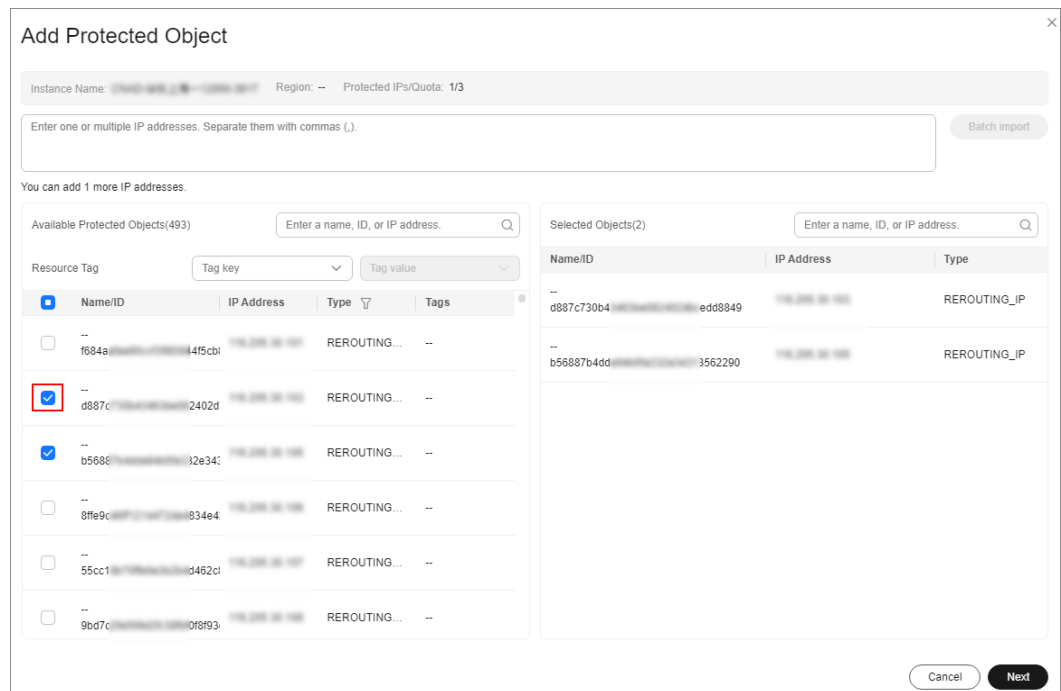 Add Protected Object
Instance Name: Region: -- Protected IPs/Quota: 1/3
Enter one or multiple IP addresses. Separate them with commas (,).
Batch import
You can add 1 more IP addresses.
Available Protected Objects(493)
Enter a name, ID, or IP address.
Resource Tag
Tag key
Tag value
Name/ID IP Address Type Tags
--
f684a 4f5cb
REROUTING... --
--
d887c 2402d
REROUTING... --
--
b5688 32e343
REROUTING... --
--
8ffe9c 834e4
REROUTING... --
--
55cc1 d462c
REROUTING... --
--
9bd7c 0f8f93
REROUTING... --
Selected Objects(2)
Enter a name, ID, or IP address.
Name/ID IP Address Type
--
d887c730b4 edd8849
REROUTING_IP
--
b56887b4dd 3562290
REROUTING_IP
Cancel
Next